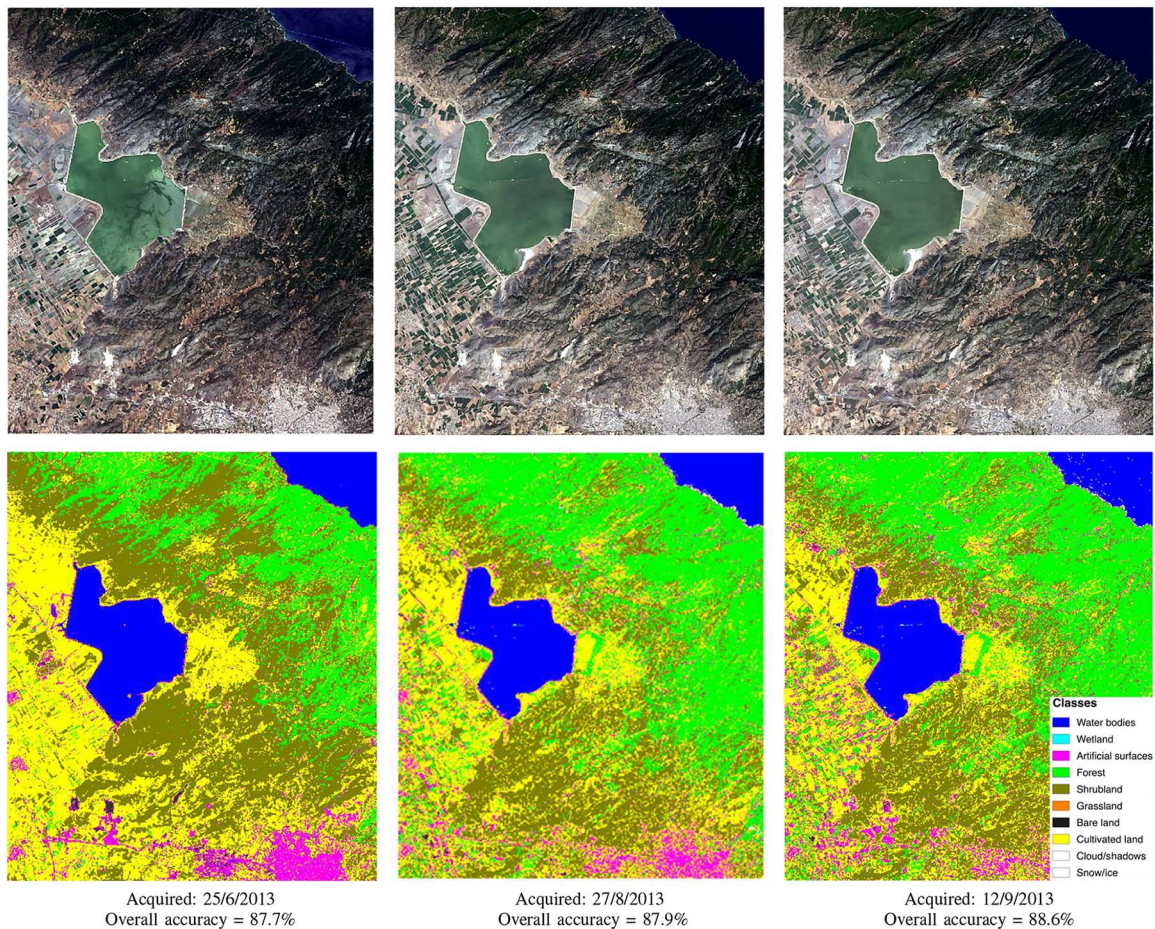 Classes
Water bodies
Wetland
Artificial surfaces
Forest
Shrubland
Grassland
Bare land
Cultivated land
Cloud/shadows
Snow/ice
Acquired: 25/6/2013
Overall accuracy = 87.7%
Acquired: 27/8/2013
Overall accuracy = 87.9%
Acquired: 12/9/2013
Overall accuracy = 88.6%